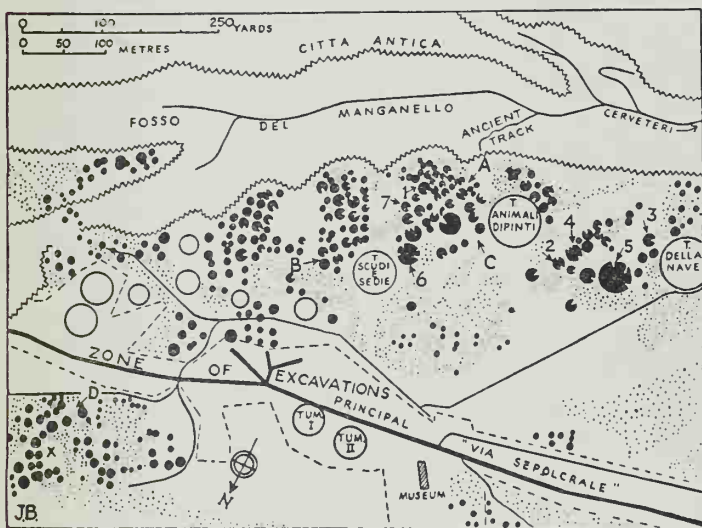 0 100 250 YARDS
0 50 100
METRES
CITTA ANTICA
FOSSO DEL MANGANELLO
CERVETERI
ANCIENT
TRACK
A
7
1
T
ANIMALI
DIPINTI
4
3
2
5
B
T
SCUDI
E
SEDIE
6
C
T.
DELLA
NAVE
ZONE OF EXCAVATIONS
PRINCIPAL
D
X
TUM.
I
TUM.
II
"VIA SEPOLCRALE"
N
MUSEUM
J.B.